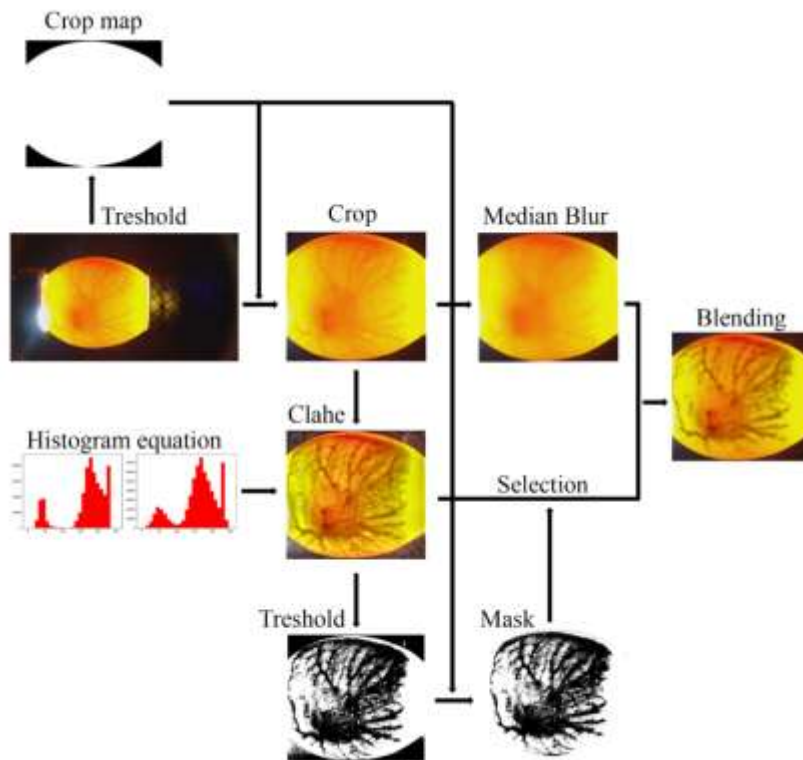 Crop map
Treshold
Crop
Median Blur
Blending
Clahe
Histogram equation
Selection
Treshold
Mask